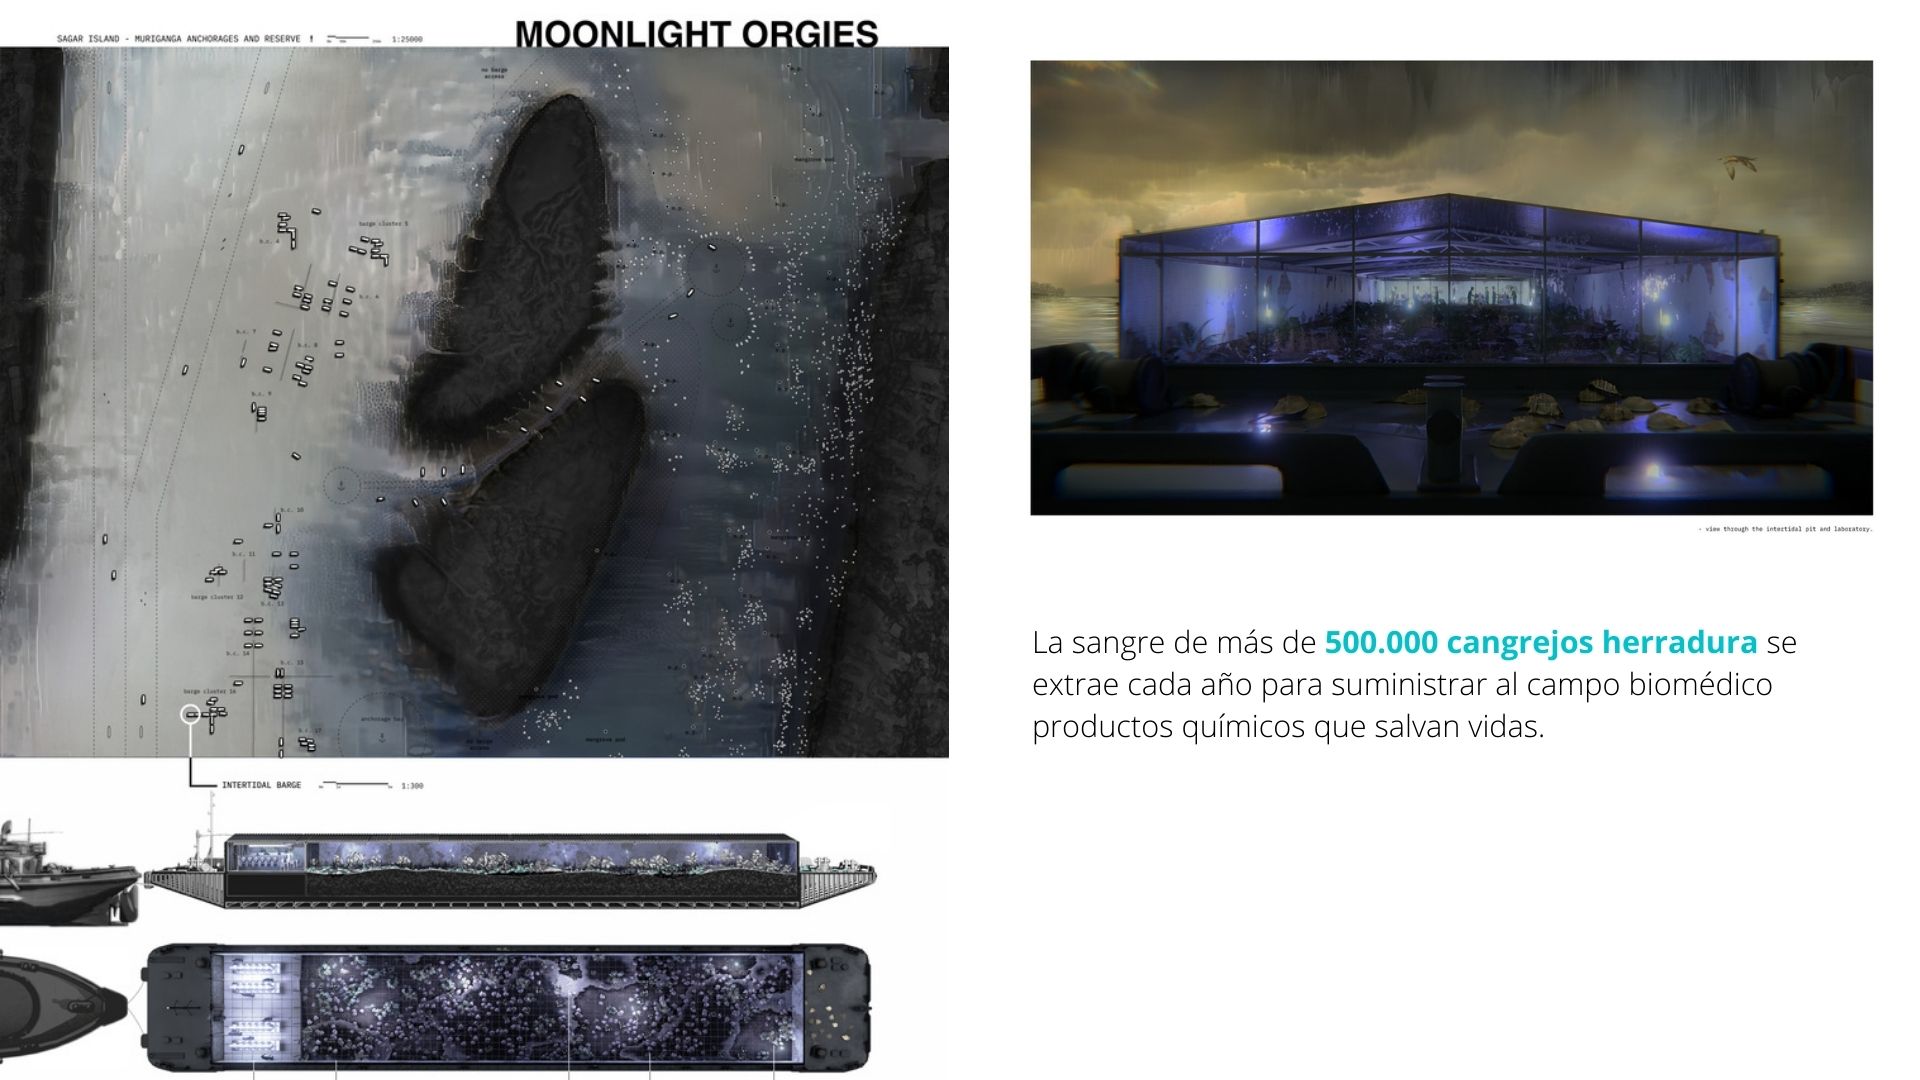 MOONLIGHT ORGIES
SAGAR ISLAND - MURIGANGA ANCHORAGES AND RESERVE
1:25000
no barge
access
mangrove pod
barge cluster 5
b.c. 4
b.c. 6
b.c. 7
b.c. 8
b.c. 9
b.c. 10
b.c. 11
barge cluster 12
b.c. 13
b.c. 14
b.c. 15
barge cluster 16
b.c. 17
anchorage bay
mangrove pod
no barge
access
mangrove pod
INTERTIDAL BARGE
1:300
- view through the intertidal pit and laboratory.
La sangre de más de 500.000 cangrejos herradura se
extrae cada año para suministrar al campo biomédico
productos químicos que salvan vidas.